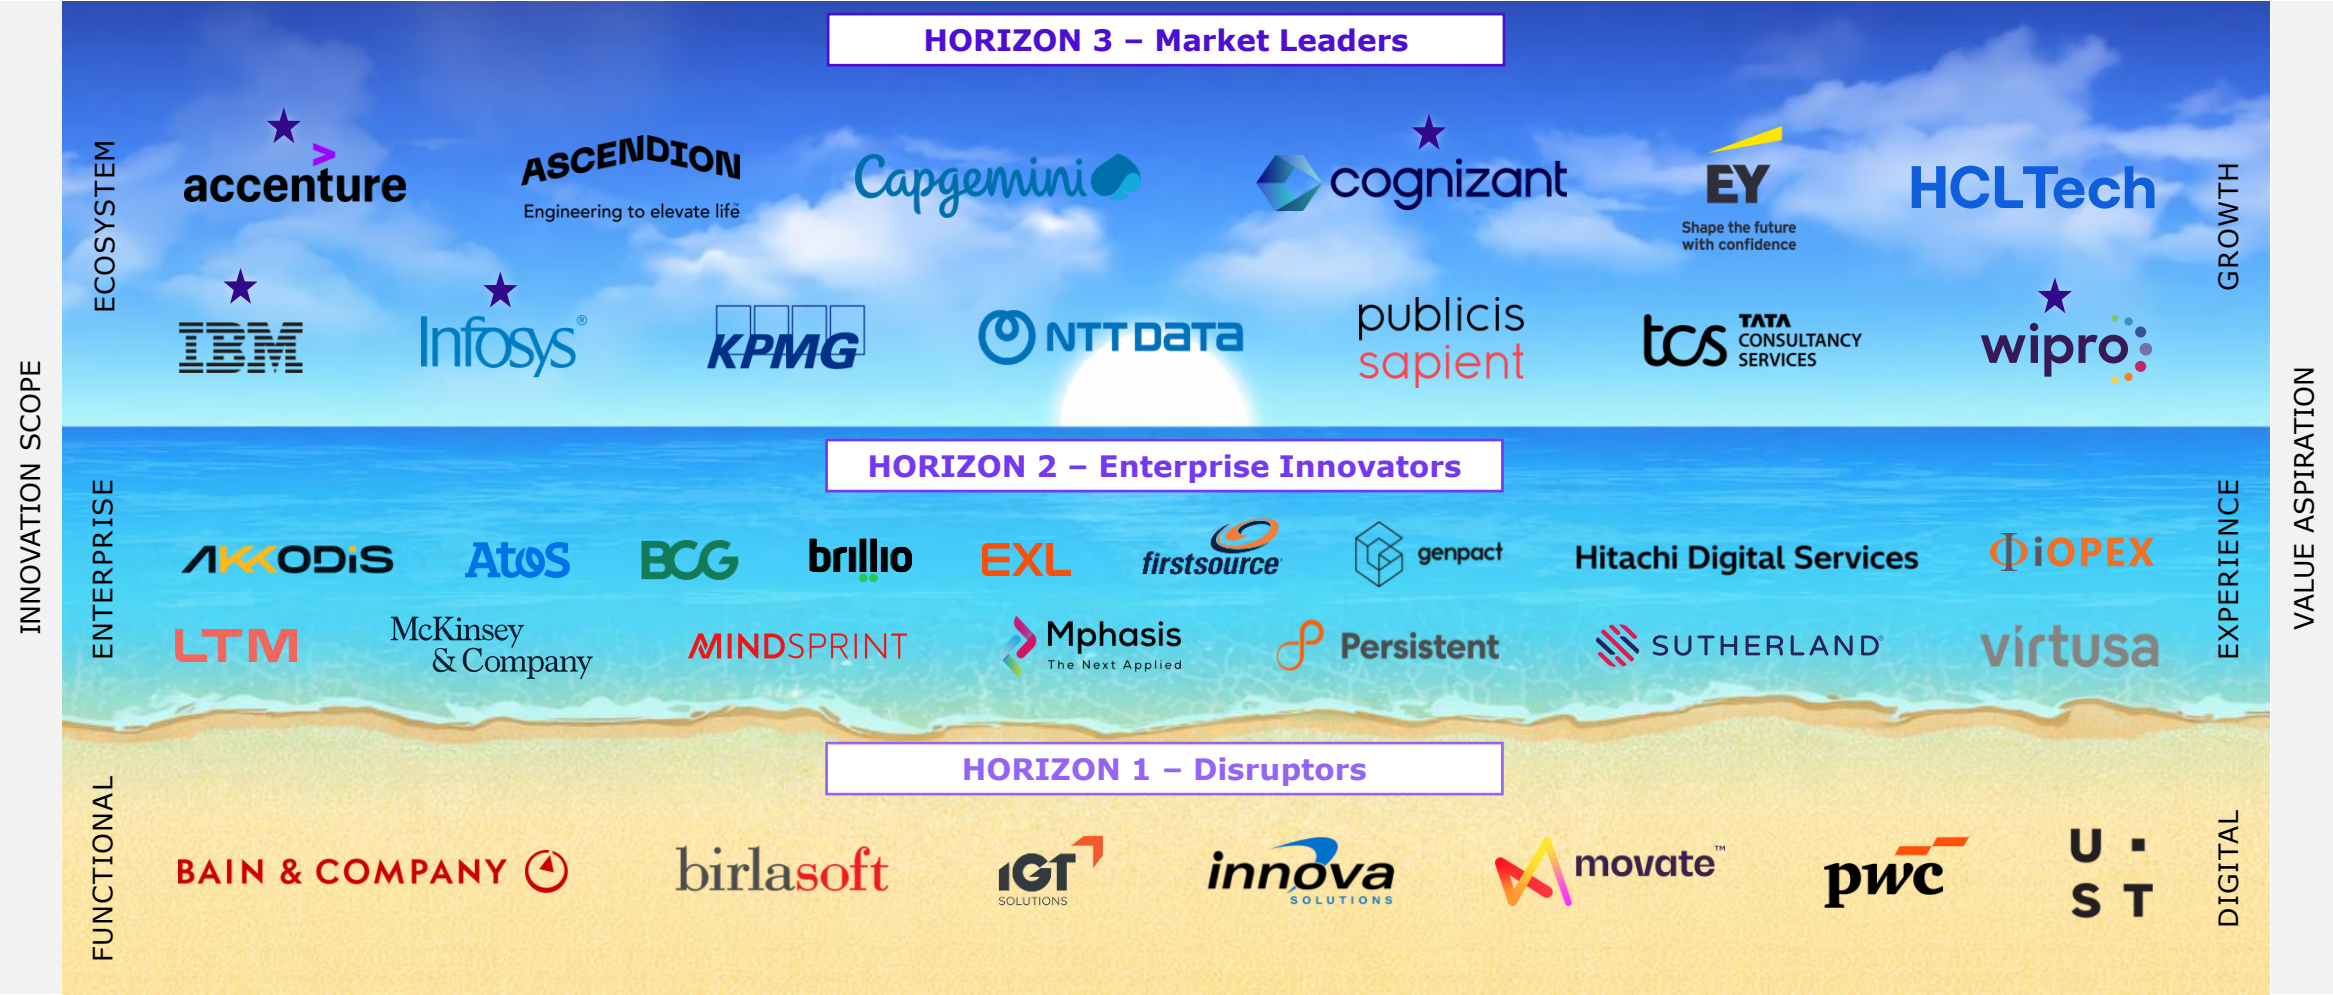 HORIZON 3 – Market Leaders
INNOVATION SCOPE
VALUE ASPIRATION
ECOSYSTEM
GROWTH
accenture
ASCENDION
Engineering to elevate life™
Capgemini
cognizant
EY
Shape the future
with confidence
HCLTech
IBM
Infosys®
KPMG
NTT DATA
publicis
sapient
tcs
TATA
CONSULTANCY
SERVICES
wipro
HORIZON 2 – Enterprise Innovators
ENTERPRISE
EXPERIENCE
AKKODiS
Atos
BCG
brillio
EXL
firstsource
genpact
Hitachi Digital Services
iOPEX
LTM
McKinsey
& Company
MINDSPRINT
Mphasis
The Next Applied
Persistent
SUTHERLAND®
virtusa
HORIZON 1 – Disruptors
FUNCTIONAL
DIGITAL
BAIN & COMPANY
birlasoft
iGT
SOLUTIONS
innova
SOLUTIONS
movate™
pwc
U ·
S T